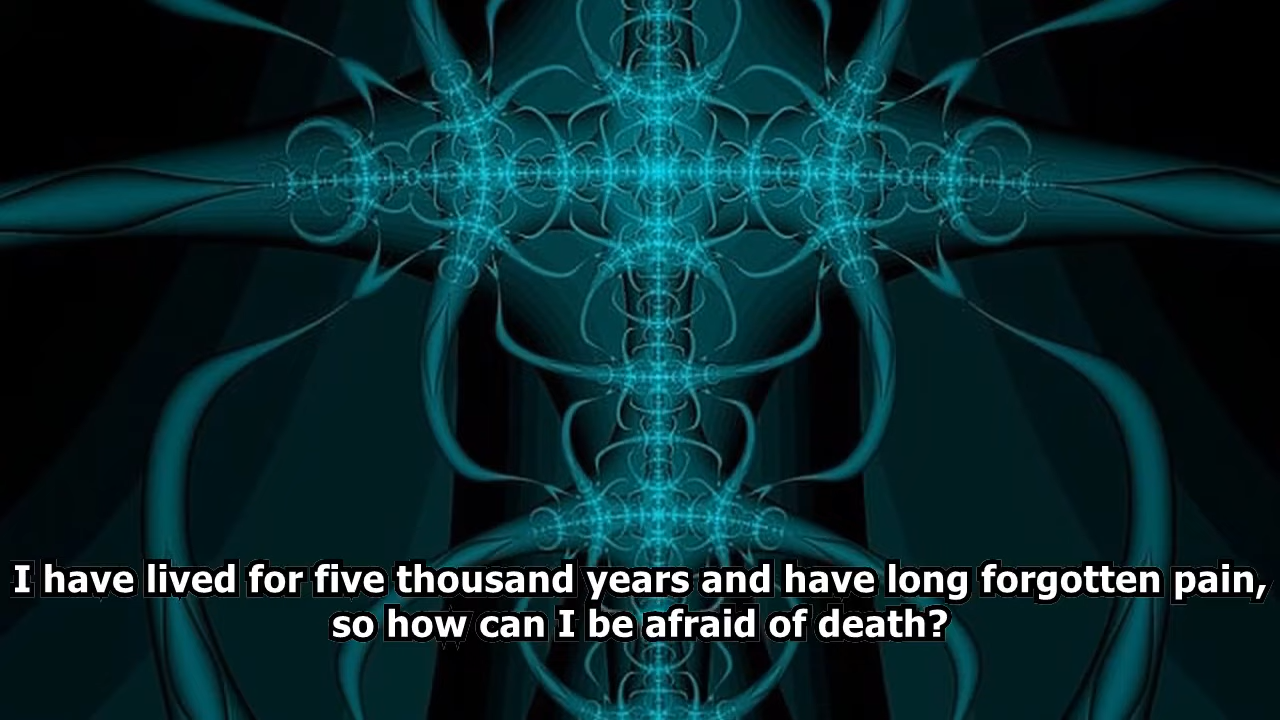 I have lived for five thousand years and have long forgotten pain,
so how can I be afraid of death?